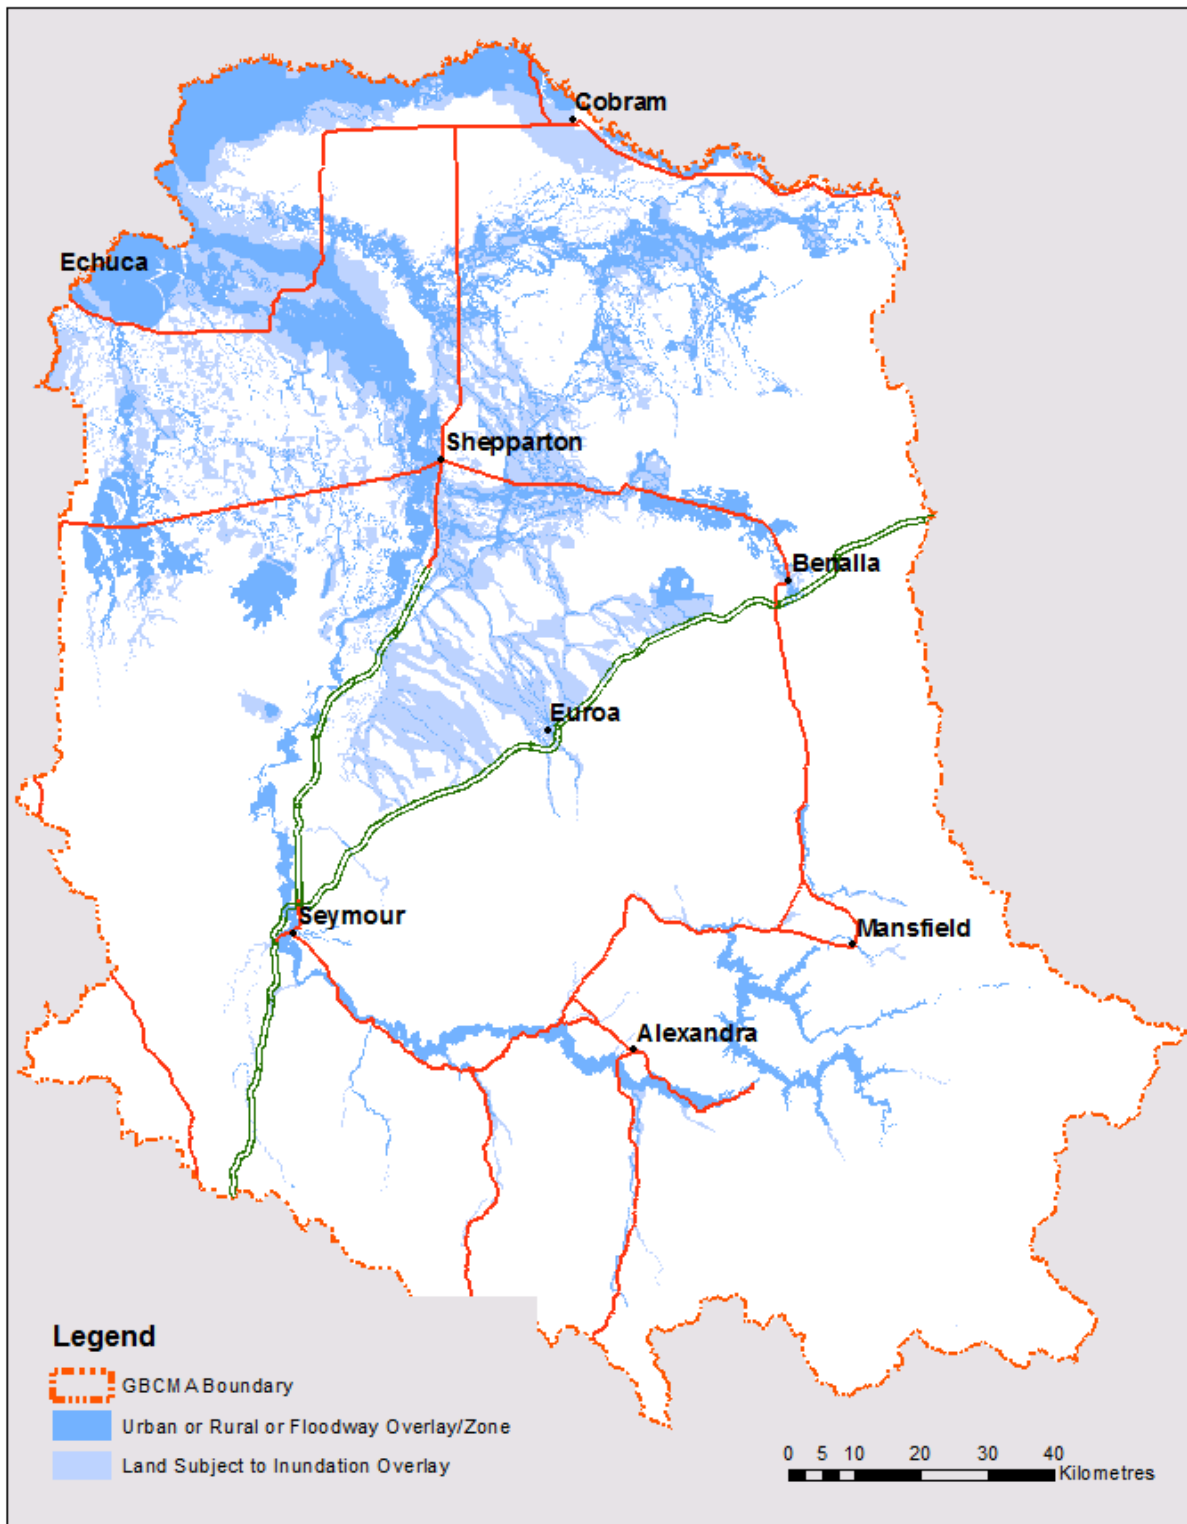 Cobram
Echuca
Shepparton
Benalla
Euroa
Seymour
Mansfield
Alexandra
Legend
GBCMA Boundary
Urban or Rural or Floodway Overlay/Zone
Land Subject to Inundation Overlay
0 5 10 20 30 40
Kilometres